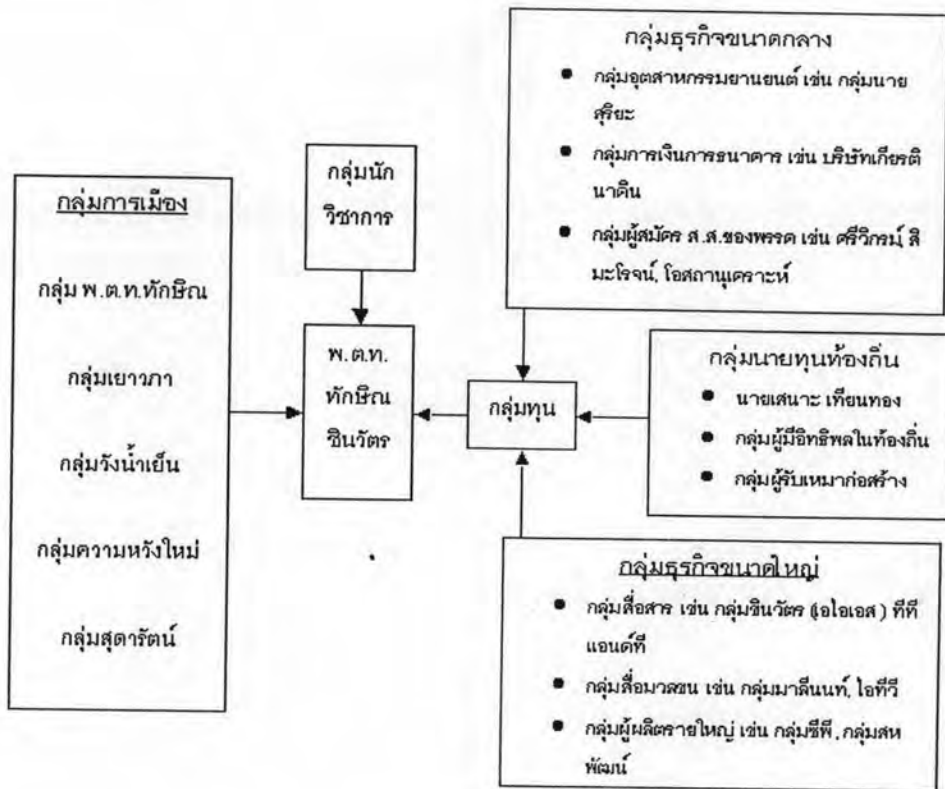 กลุ่มการเมือง
กลุ่ม พ.ต.ท.ทักษิณ
กลุ่มเยาวภา
กลุ่มวังน้ำเย็น
กลุ่มความหวังใหม่
กลุ่มสุดารัตน์
กลุ่มนัก
วิชาการ
พ.ต.ท.
ทักษิณ
ชินวัตร
กลุ่มทุน
กลุ่มธุรกิจขนาดกลาง
● กลุ่มอุตสาหกรรมยานยนต์ เช่น กลุ่มนาย
สุริยะ
● กลุ่มการเงินการธนาคาร เช่น บริษัทเกียรติ
นาคิน
● กลุ่มผู้สมัคร ส.ส.ของพรรค เช่น ศรีวิกรม์, สิ
มะโรจน์, โอสถานุเคราะห์
กลุ่มนายทุนท้องถิ่น
● นายเสนาะ เทียนทอง
● กลุ่มผู้มีอิทธิพลในท้องถิ่น
● กลุ่มผู้รับเหมาก่อสร้าง
กลุ่มธุรกิจขนาดใหญ่
● กลุ่มสื่อสาร เช่น กลุ่มชินวัตร (เอไอเอส) ทีที
แอนด์ที
● กลุ่มสื่อมวลชน เช่น กลุ่มมาลีนนท์, ไอทีวี
● กลุ่มผู้ผลิตรายใหญ่ เช่น กลุ่มซีพี, กลุ่มสห
พัฒน์